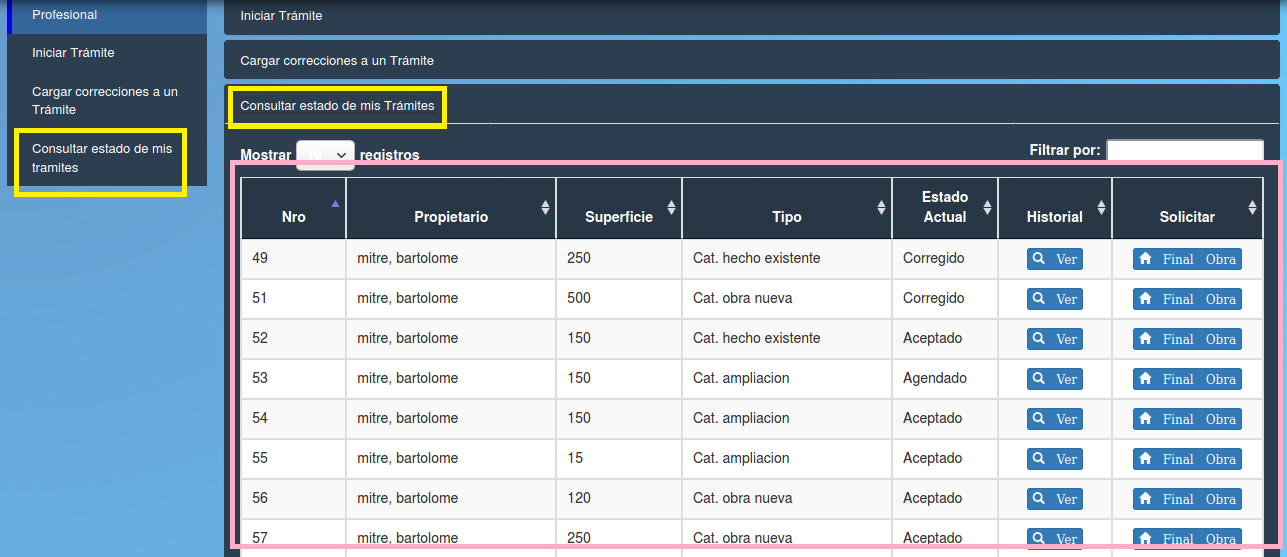 Profesional
Iniciar Trámite
Cargar correcciones a un
Trámite
Consultar estado de mis
tramites
Iniciar Trámite
Cargar correcciones a un Trámite
Consultar estado de mis Trámites
Mostrar 10 registros
Filtrar por:
Nro Propietario Superficie Tipo Estado Actual Historial Solicitar
49 mitre, bartolome 250 Cat. hecho existente Corregido Ver Final Obra
51 mitre, bartolome 500 Cat. obra nueva Corregido Ver Final Obra
52 mitre, bartolome 150 Cat. hecho existente Aceptado Ver Final Obra
53 mitre, bartolome 150 Cat. ampliacion Agendado Ver Final Obra
54 mitre, bartolome 150 Cat. ampliacion Aceptado Ver Final Obra
55 mitre, bartolome 15 Cat. ampliacion Aceptado Ver Final Obra
56 mitre, bartolome 120 Cat. obra nueva Aceptado Ver Final Obra
57 mitre, bartolome 250 Cat. obra nueva Aceptado Ver Final Obra